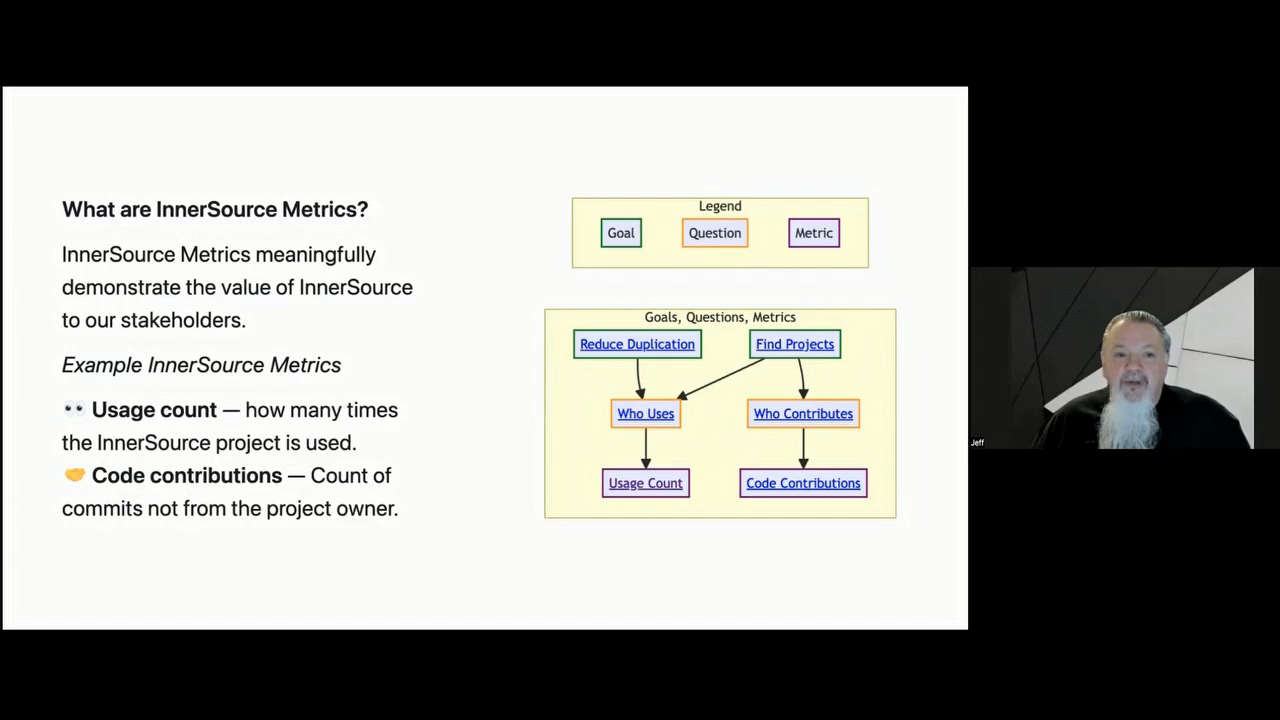 What are InnerSource Metrics?
InnerSource Metrics meaningfully
demonstrate the value of InnerSource
to our stakeholders.
Example InnerSource Metrics
👀 Usage count — how many times
the InnerSource project is used.
🤝 Code contributions — Count of
commits not from the project owner.
Legend
Goal Question Metric
Goals, Questions, Metrics
Reduce Duplication Find Projects
Who Uses Who Contributes
Usage Count Code Contributions
Jeff